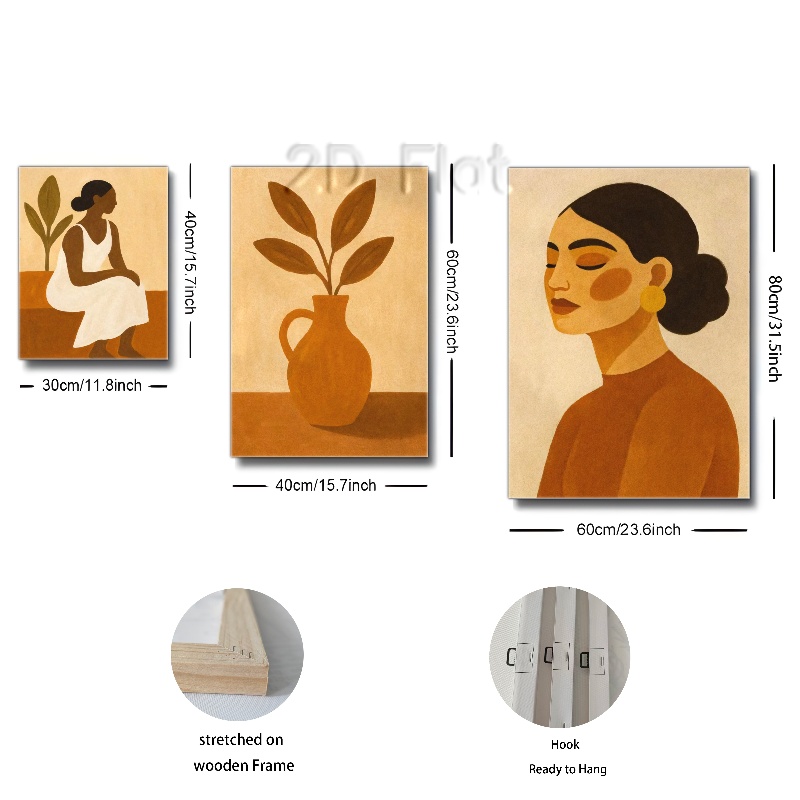 2D Flat
40cm/15.7inch
30cm/11.8inch
60cm/23.6inch
40cm/15.7inch
80cm/31.5inch
60cm/23.6inch
stretched on
wooden Frame
Hook
Ready to Hang